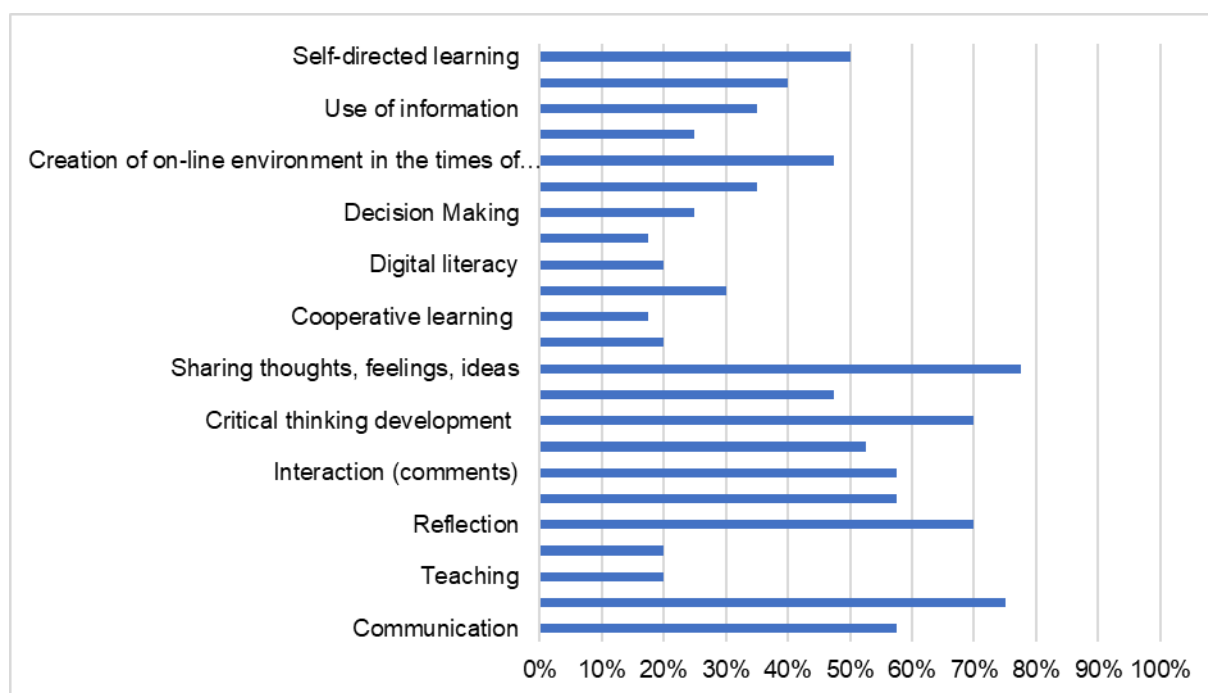 Self-directed learning
Use of information
Creation of on-line environment in the times of…
Decision Making
Digital literacy
Cooperative learning
Sharing thoughts, feelings, ideas
Critical thinking development
Interaction (comments)
Reflection
Teaching
Communication
0% 10% 20% 30% 40% 50% 60% 70% 80% 90% 100%